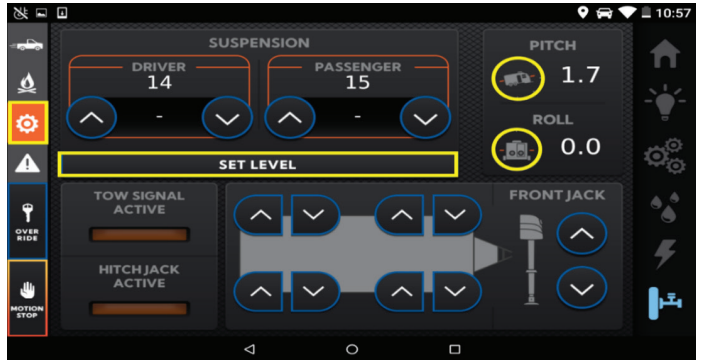 10:57
SUSPENSION
DRIVER
14
-
PASSENGER
15
-
PITCH
1.7
ROLL
0.0
SET LEVEL
OVER
RIDE
MOTION
STOP
TOW SIGNAL
ACTIVE
HITCH JACK
ACTIVE
FRONT JACK